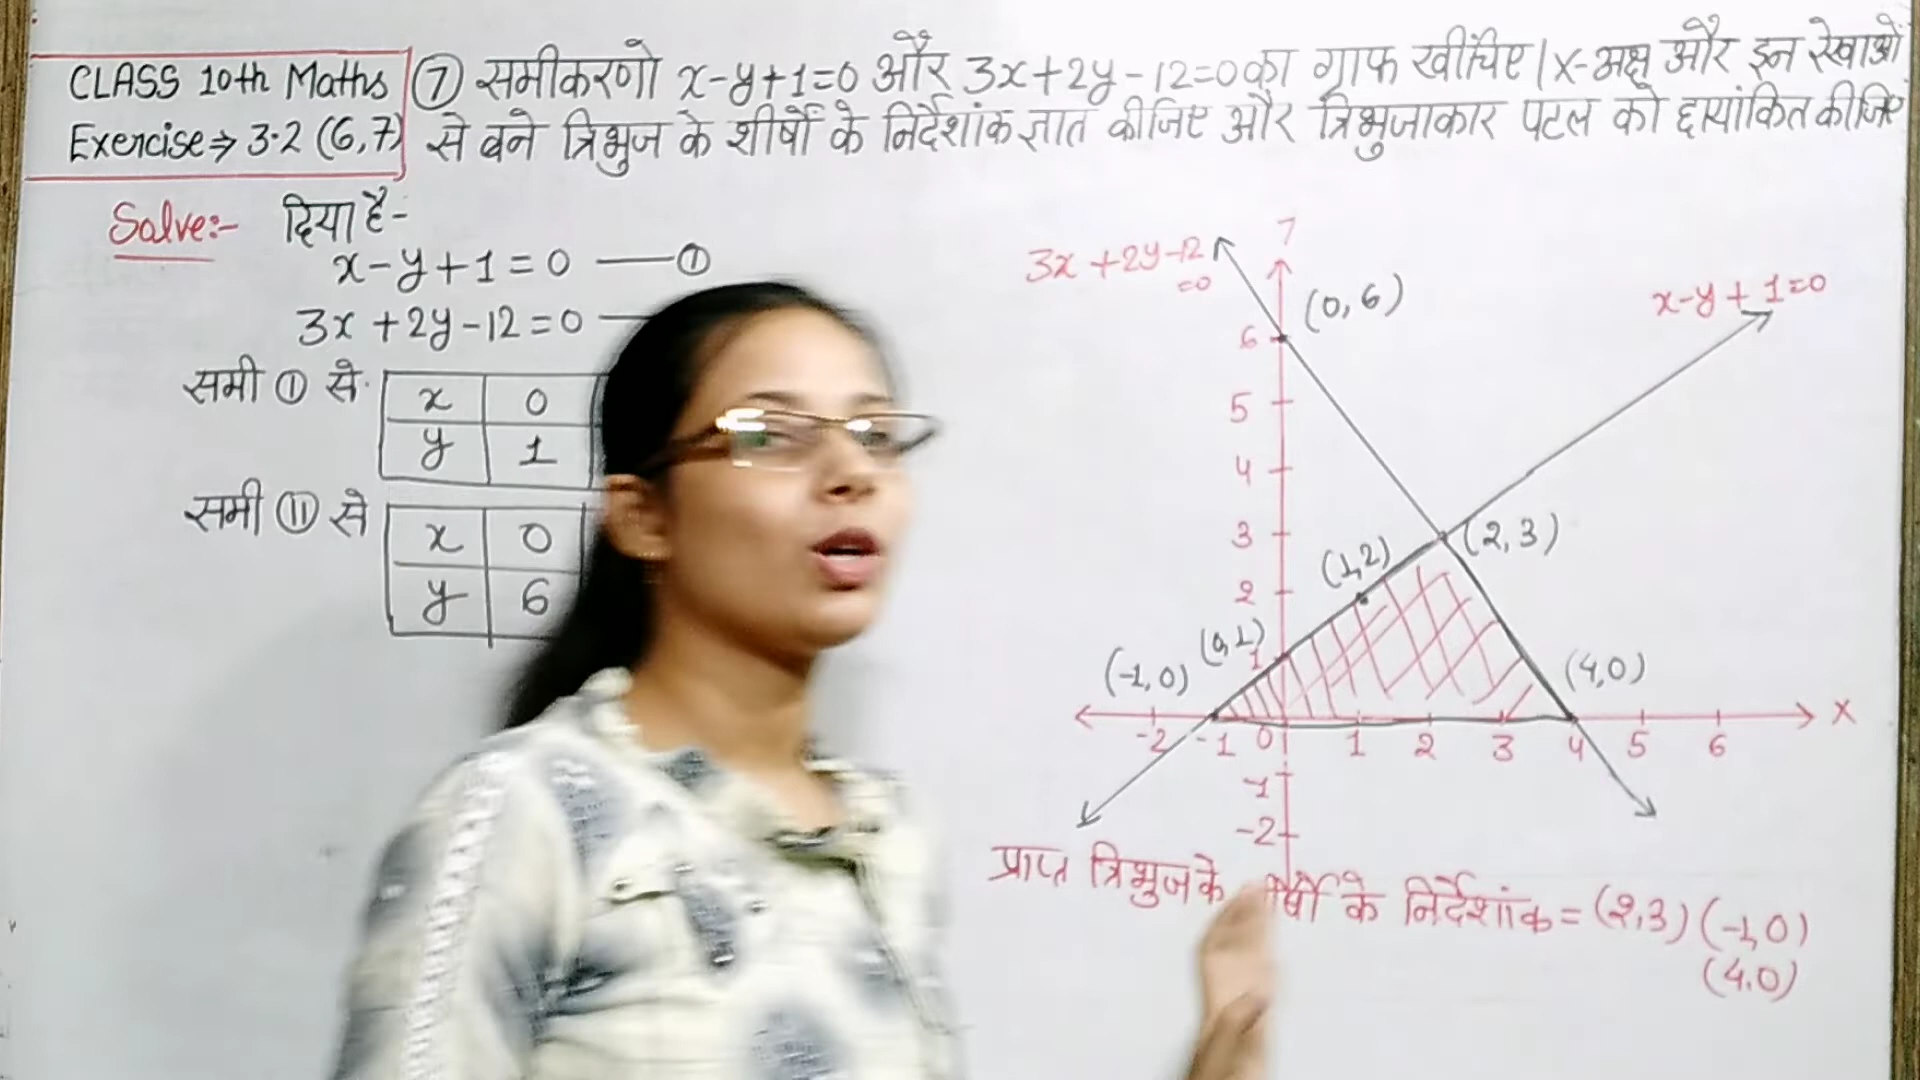 CLASS 10th Maths
Exercise⇒ 3.2 (6,7)
⑦ समीकरणो x-y+1=0 और 3x+2y-12=0 का ग्राफ खींचिए | x-अक्ष और इन रेखाओं
से बने त्रिभुज के शीर्षों के निर्देशांक ज्ञात कीजिए और त्रिभुजाकार पटल को छायांकित कीजिए
Solve:- दिया है-
x-y+1=0 —①
3x+2y-12=0 —
समी ① से
x 0
y 1
समी ⑪ से
x 0
y 6
7
3x+2y-12
=0
(0,6)
x-y+1=0
6
5
4
3
(2,3)
(1,2)
2
(0,1)
1
(-1,0)
(4,0)
X
-2 -1 0 1 2 3 4 5 6
-1
-2
प्राप्त त्रिभुज के के निर्देशांक = (2,3) (-1,0)
(4,0)